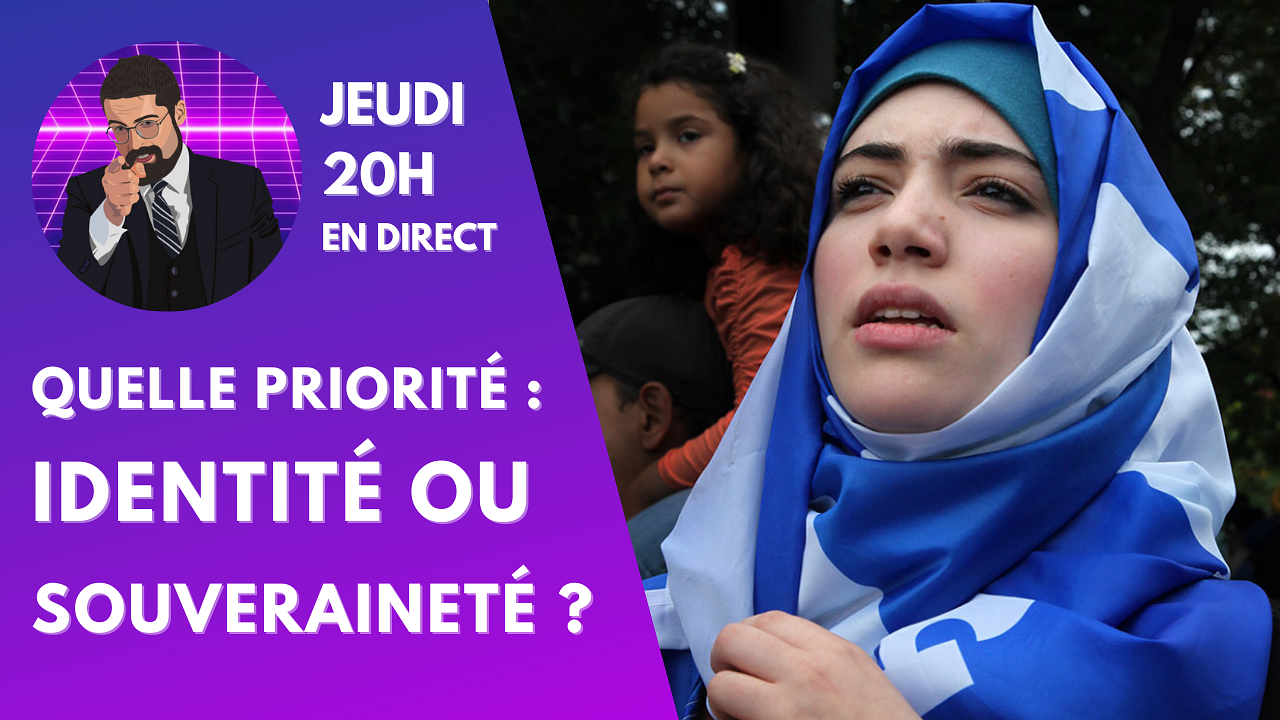 JEUDI
20H
EN DIRECT
QUELLE PRIORITÉ :
IDENTITÉ OU
SOUVERAINETÉ ?